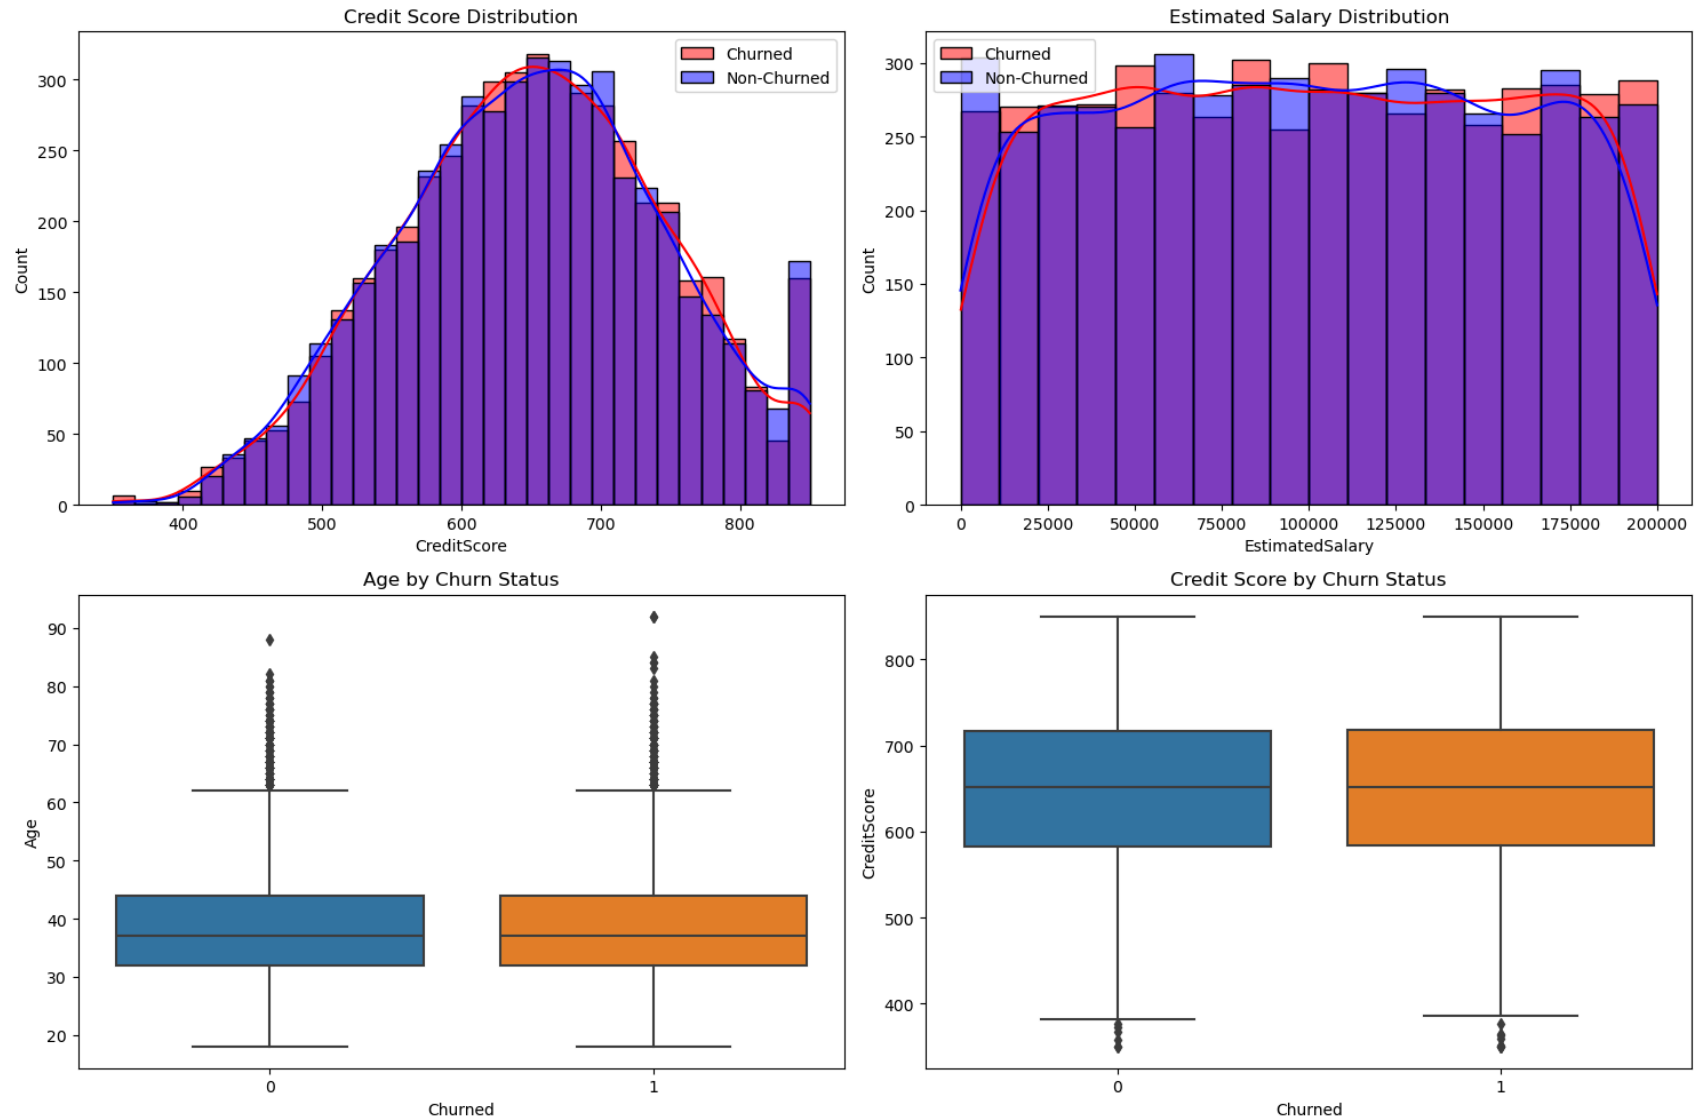 Credit Score Distribution
Churned
Non-Churned
300
250
200
150
100
50
0
Count
400 500 600 700 800
CreditScore
Estimated Salary Distribution
Churned
Non-Churned
300
250
200
150
100
50
0
Count
0 25000 50000 75000 100000 125000 150000 175000 200000
EstimatedSalary
Age by Churn Status
90
80
70
60
50
40
30
20
Age
0 1
Churned
Credit Score by Churn Status
800
700
600
500
400
CreditScore
0 1
Churned